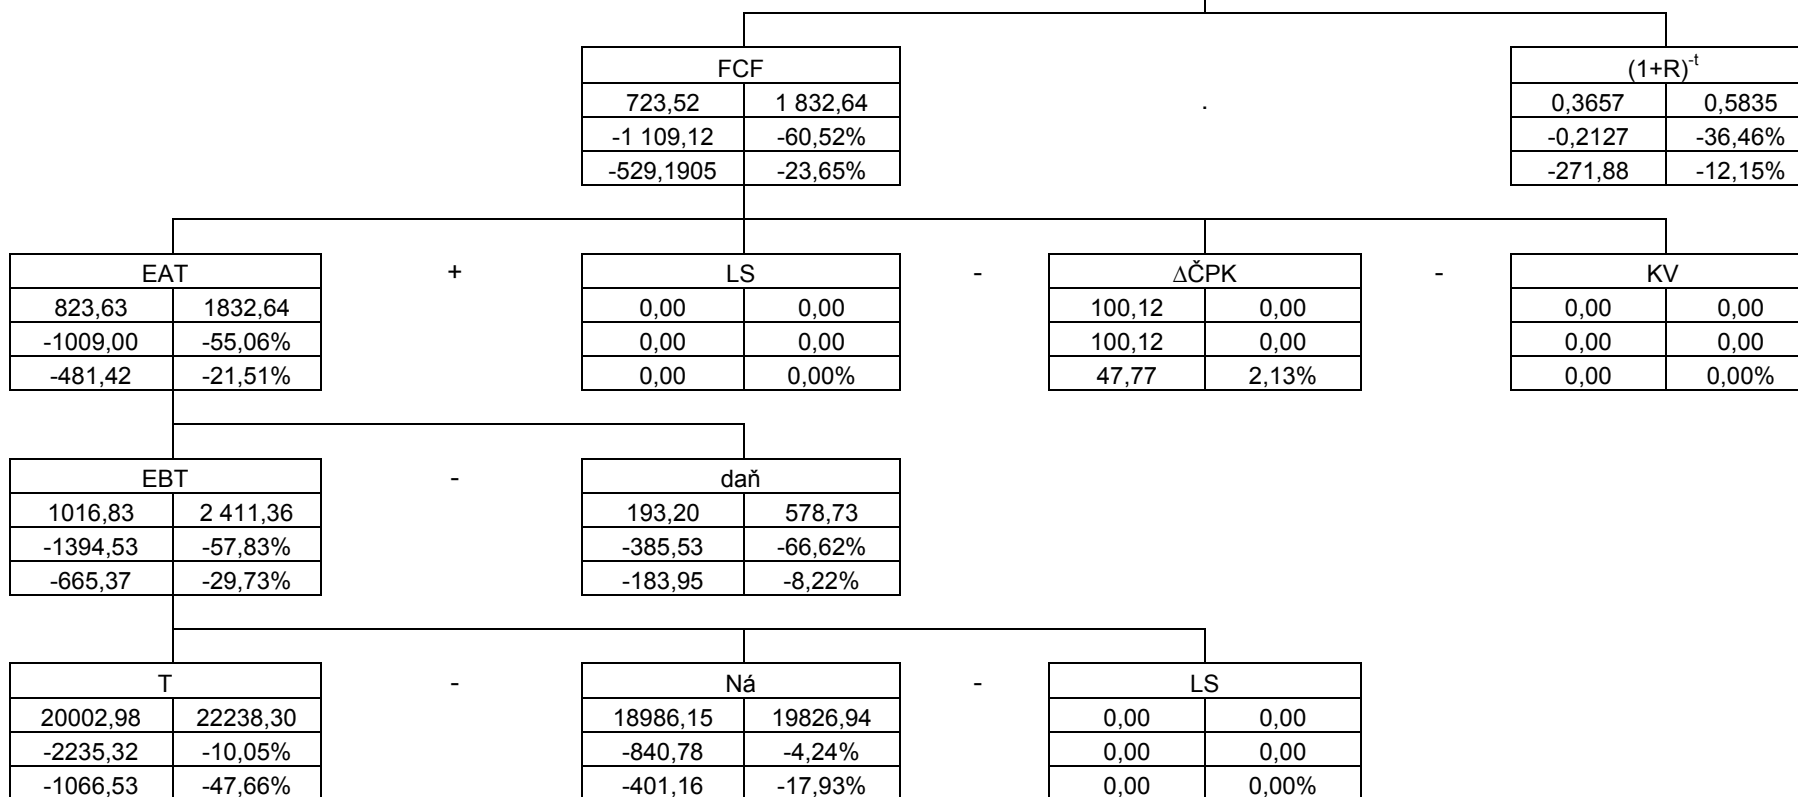 FCF (1+R)-t
723,52 1 832,64 . 0,3657 0,5835
-1 109,12 -60,52% -0,2127 -36,46%
-529,1905 -23,65% -271,88 -12,15%
EAT + LS - ΔČPK - KV
823,63 1832,64 0,00 0,00 100,12 0,00 0,00 0,00
-1009,00 -55,06% 0,00 0,00 100,12 0,00 0,00 0,00
-481,42 -21,51% 0,00 0,00% 47,77 2,13% 0,00 0,00%
EBT - daň
1016,83 2 411,36 193,20 578,73
-1394,53 -57,83% -385,53 -66,62%
-665,37 -29,73% -183,95 -8,22%
T - Ná - LS
20002,98 22238,30 18986,15 19826,94 0,00 0,00
-2235,32 -10,05% -840,78 -4,24% 0,00 0,00
-1066,53 -47,66% -401,16 -17,93% 0,00 0,00%